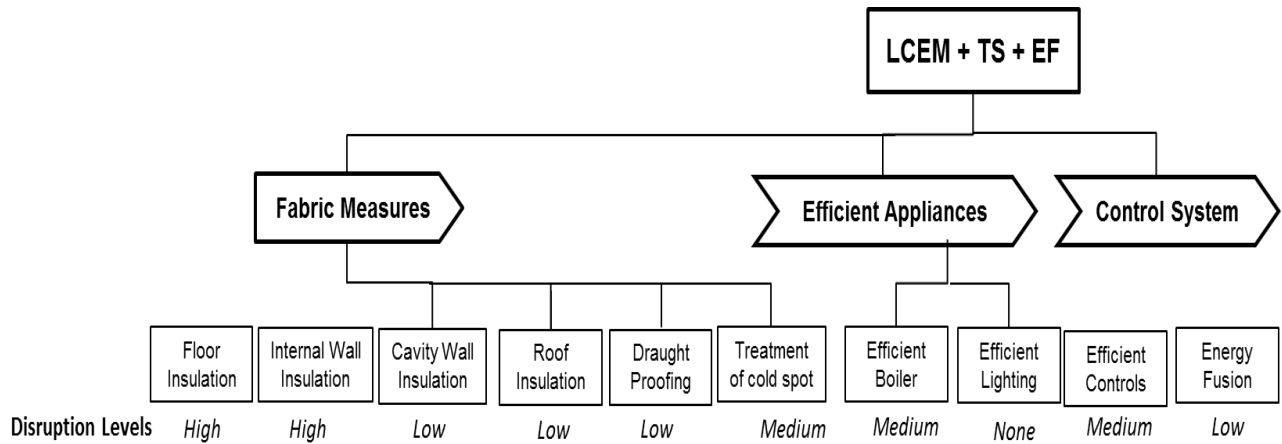 LCEM + TS + EF
Fabric Measures
Efficient Appliances
Control System
Floor
Insulation
Internal Wall
Insulation
Cavity Wall
Insulation
Roof
Insulation
Draught
Proofing
Treatment
of cold spot
Efficient
Boiler
Efficient
Lighting
Efficient
Controls
Energy
Fusion
Disruption Levels
High
High
Low
Low
Low
Medium
Medium
None
Medium
Low